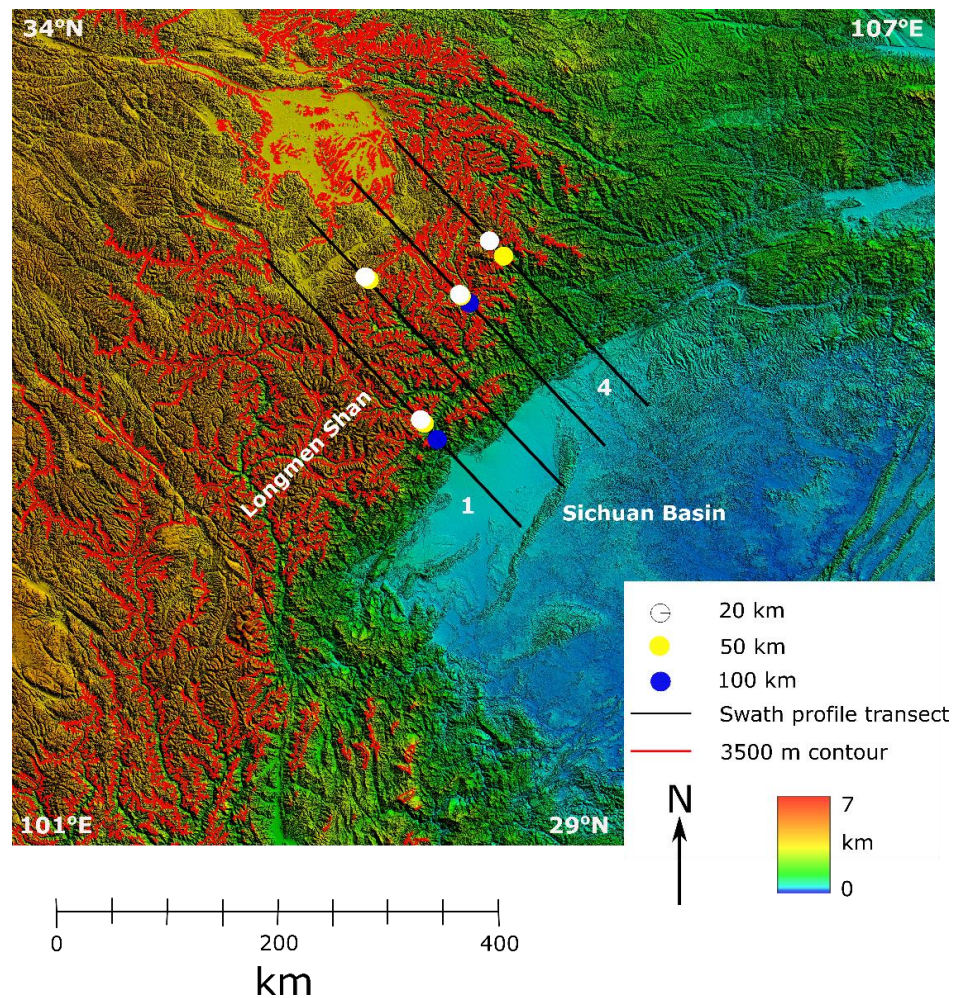 34°N
107°E
4
Longmen Shan
1
Sichuan Basin
101°E
29°N
20 km
50 km
100 km
Swath profile transect
3500 m contour
N
7
km
0
0
200
400
km